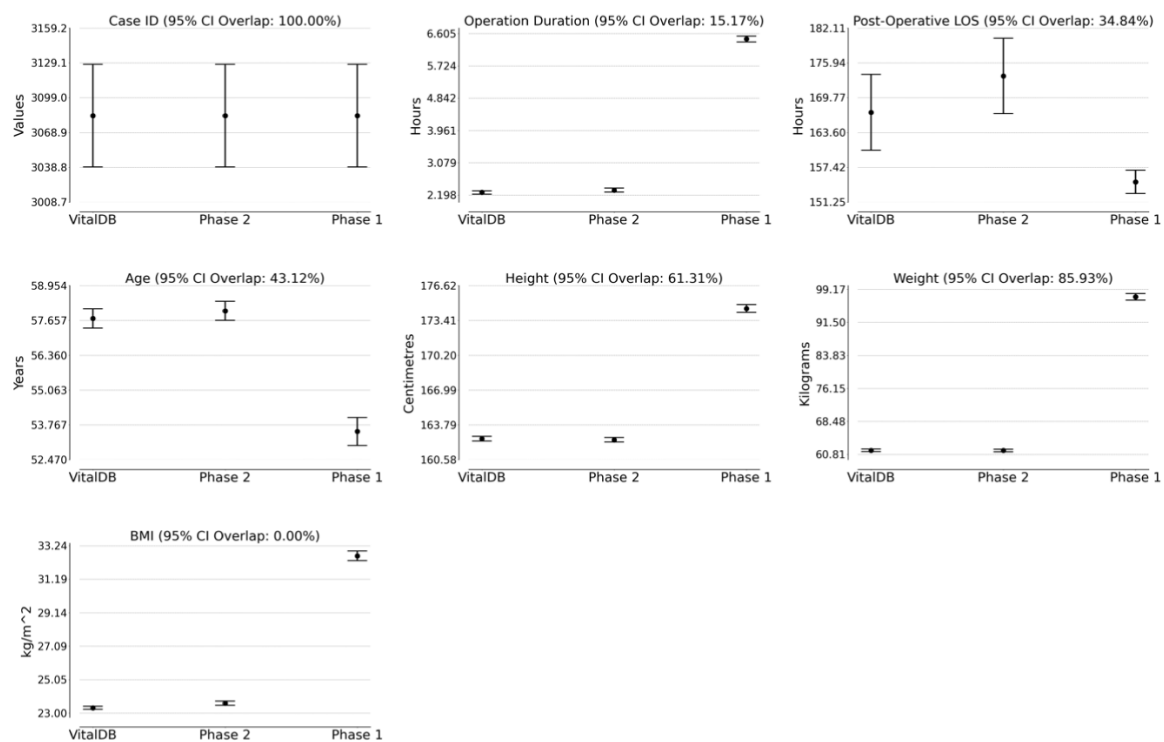 Case ID (95% CI Overlap: 100.00%)
3159.2
3129.1
3099.0
3068.9
3038.8
3008.7
Values
VitalDB Phase 2 Phase 1
Operation Duration (95% CI Overlap: 15.17%)
6.605
5.724
4.842
3.961
3.079
2.198
Hours
VitalDB Phase 2 Phase 1
Post-Operative LOS (95% CI Overlap: 34.84%)
182.11
175.94
169.77
163.60
157.42
151.25
Hours
VitalDB Phase 2 Phase 1
Age (95% CI Overlap: 43.12%)
58.954
57.657
56.360
55.063
53.767
52.470
Years
VitalDB Phase 2 Phase 1
Height (95% CI Overlap: 61.31%)
176.62
173.41
170.20
166.99
163.79
160.58
Centimetres
VitalDB Phase 2 Phase 1
Weight (95% CI Overlap: 85.93%)
99.17
91.50
83.83
76.15
68.48
60.81
Kilograms
VitalDB Phase 2 Phase 1
BMI (95% CI Overlap: 0.00%)
33.24
31.19
29.14
27.09
25.05
23.00
kg/m^2
VitalDB Phase 2 Phase 1